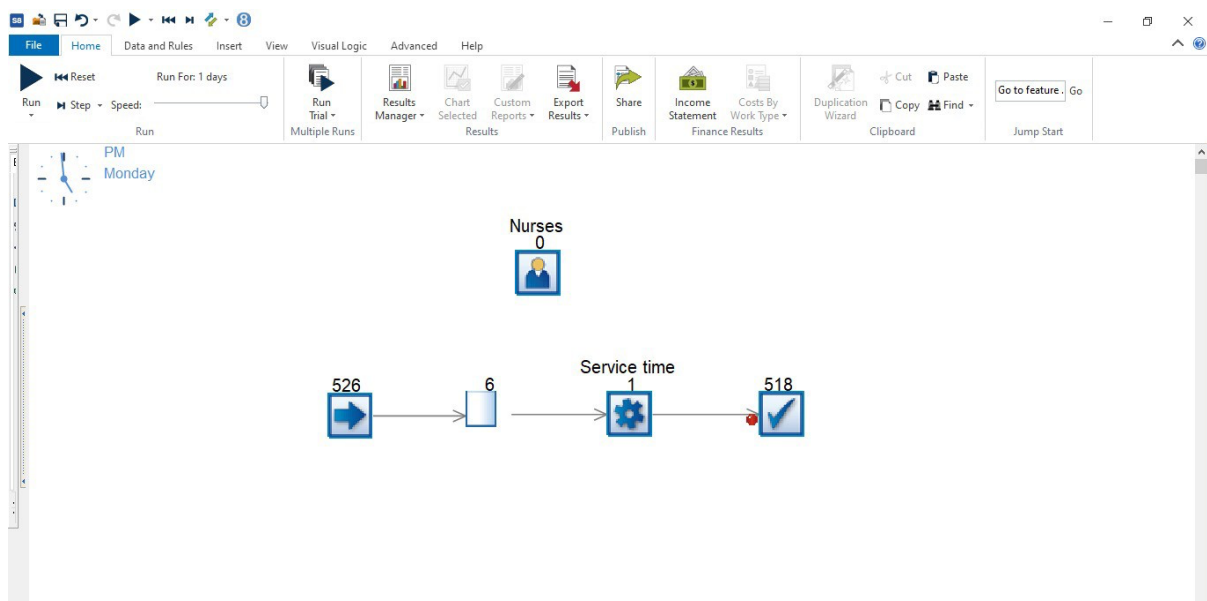 S8
8
File Home Data and Rules Insert View Visual Logic Advanced Help
Reset Run For: 1 days
Run Step Speed:
Run
Run Trial
Multiple Runs
Results Manager Chart Selected Custom Reports Export Results
Results
Share
Publish
Income Statement Costs By Work Type
Finance Results
Duplication Wizard Cut Copy Paste Find
Clipboard
Go to feature . Go
Jump Start
PM
Monday
Nurses
0
Service time
526 6 1 518